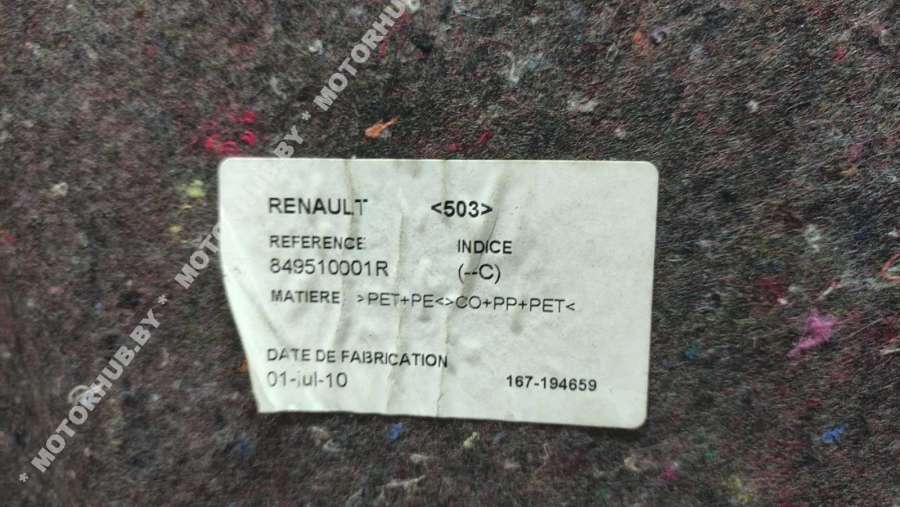 RENAULT <503>
REFERENCE INDICE
849510001R (--C)
MATIERE >PET+PE<>CO+PP+PET<
DATE DE FABRICATION
01-jul-10 167-194659
* MOTORHUB.BY * MOTORHUB.BY * MOTORHUB.BY